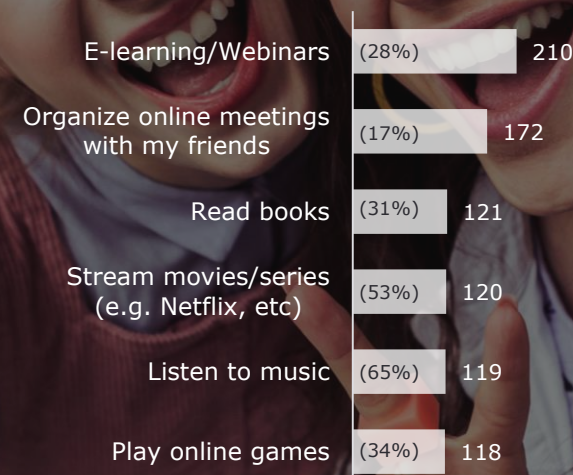 E-learning/Webinars (28%) 210
Organize online meetings
with my friends (17%) 172
Read books (31%) 121
Stream movies/series
(e.g. Netflix, etc) (53%) 120
Listen to music (65%) 119
Play online games (34%) 118